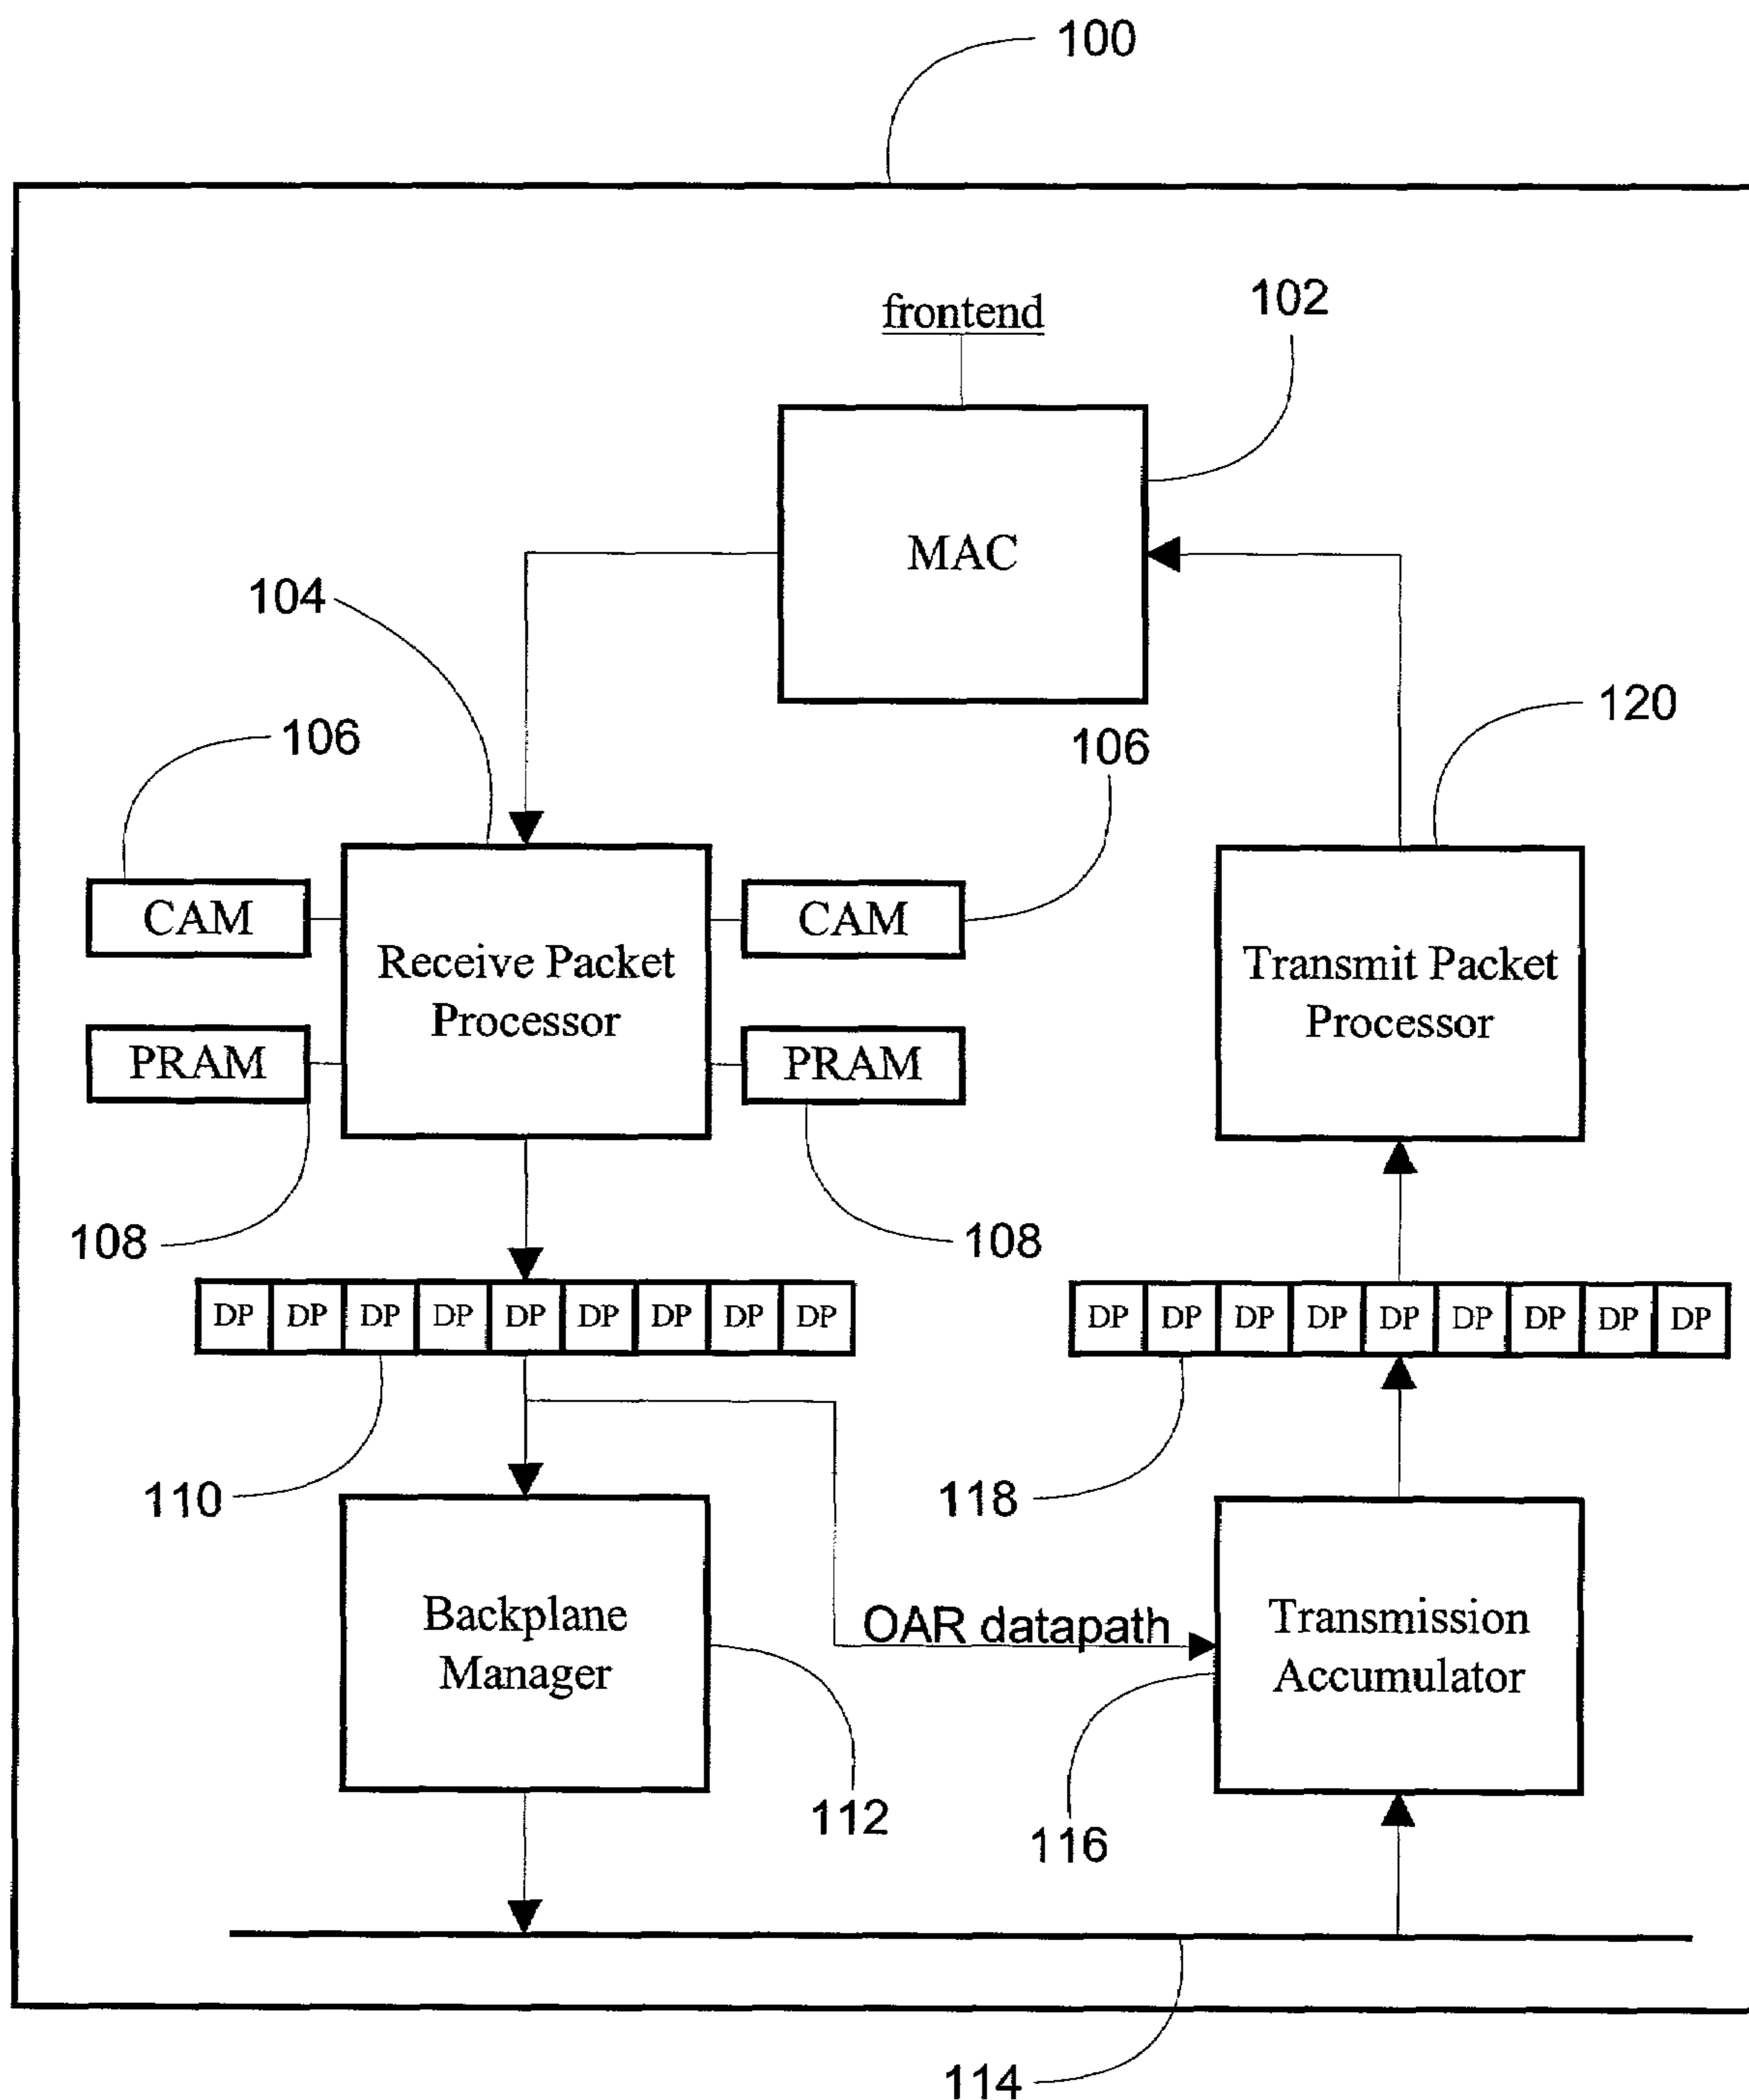 100
frontend
102
MAC
104
106
106
120
CAM
CAM
Receive Packet
Processor
Transmit Packet
Processor
PRAM
PRAM
108
108
DP DP DP DP DP DP DP DP DP
DP DP DP DP DP DP DP DP DP
110
118
Backplane
Manager
OAR datapath
Transmission
Accumulator
112
116
114